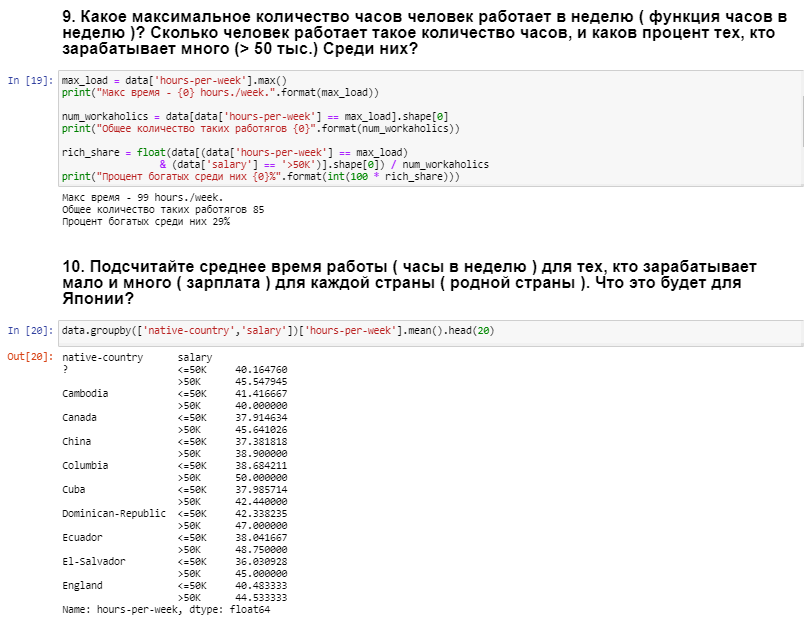 9. Какое максимальное количество часов человек работает в неделю ( функция часов в
неделю )? Сколько человек работает такое количество часов, и каков процент тех, кто
зарабатывает много (> 50 тыс.) Среди них?
In [19]: max_load = data['hours-per-week'].max()
print("Макс время - {0} hours./week.".format(max_load))
num_workaholics = data[data['hours-per-week'] == max_load].shape[0]
print("Общее количество таких работягов {0}".format(num_workaholics))
rich_share = float(data[(data['hours-per-week'] == max_load)
& (data['salary'] == '>50K')].shape[0]) / num_workaholics
print("Процент богатых среди них {0}%".format(int(100 * rich_share)))
Макс время - 99 hours./week.
Общее количество таких работягов 85
Процент богатых среди них 29%
10. Подсчитайте среднее время работы ( часы в неделю ) для тех, кто зарабатывает
мало и много ( зарплата ) для каждой страны ( родной страны ). Что это будет для
Японии?
In [20]: data.groupby(['native-country','salary'])['hours-per-week'].mean().head(20)
Out[20]: native-country salary
? <=50K 40.164760
>50K 45.547945
Cambodia <=50K 41.416667
>50K 40.000000
Canada <=50K 37.914634
>50K 45.641026
China <=50K 37.381818
>50K 38.900000
Columbia <=50K 38.684211
>50K 50.000000
Cuba <=50K 37.985714
>50K 42.440000
Dominican-Republic <=50K 42.338235
>50K 47.000000
Ecuador <=50K 38.041667
>50K 48.750000
El-Salvador <=50K 36.030928
>50K 45.000000
England <=50K 40.483333
>50K 44.533333
Name: hours-per-week, dtype: float64